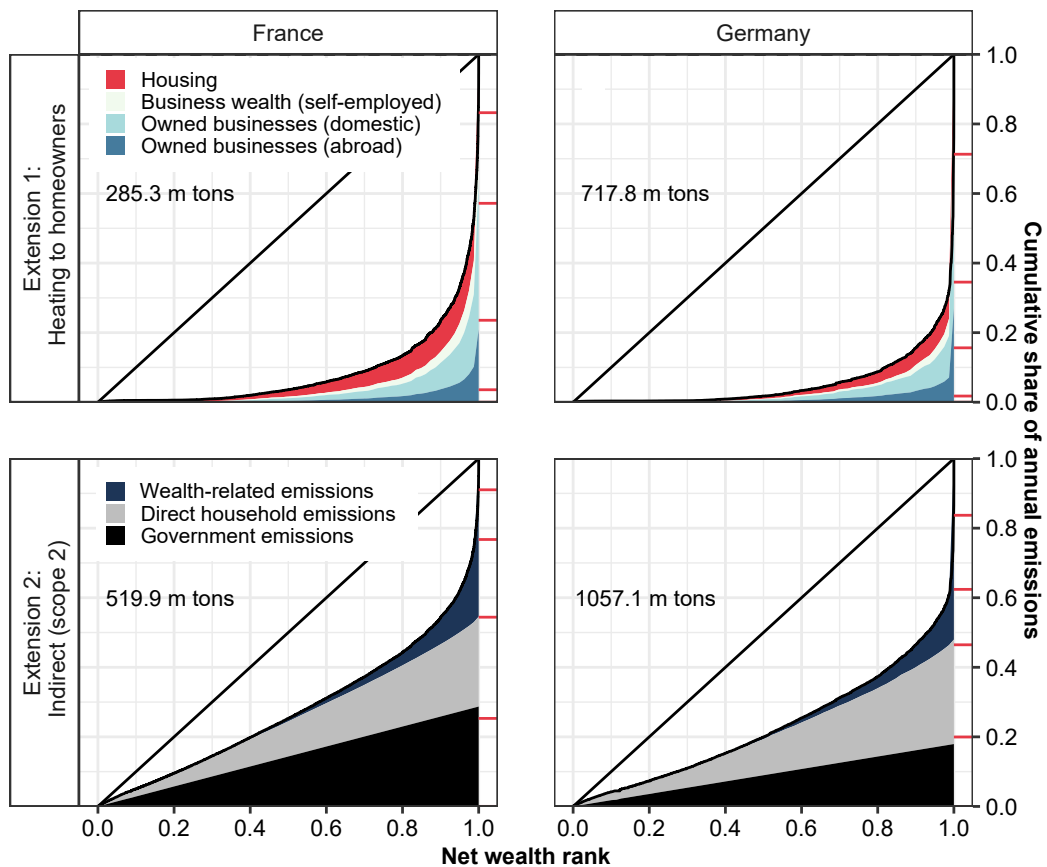 France
Germany
Extension 1:
Heating to homeowners
Housing
Business wealth (self-employed)
Owned businesses (domestic)
Owned businesses (abroad)
285.3 m tons
717.8 m tons
1.0
0.8
0.6
0.4
0.2
0.0
Extension 2:
Indirect (scope 2)
Wealth-related emissions
Direct household emissions
Government emissions
519.9 m tons
1057.1 m tons
1.0
0.8
0.6
0.4
0.2
0.0
Cumulative share of annual emissions
0.0 0.2 0.4 0.6 0.8 1.0
0.0 0.2 0.4 0.6 0.8 1.0
Net wealth rank